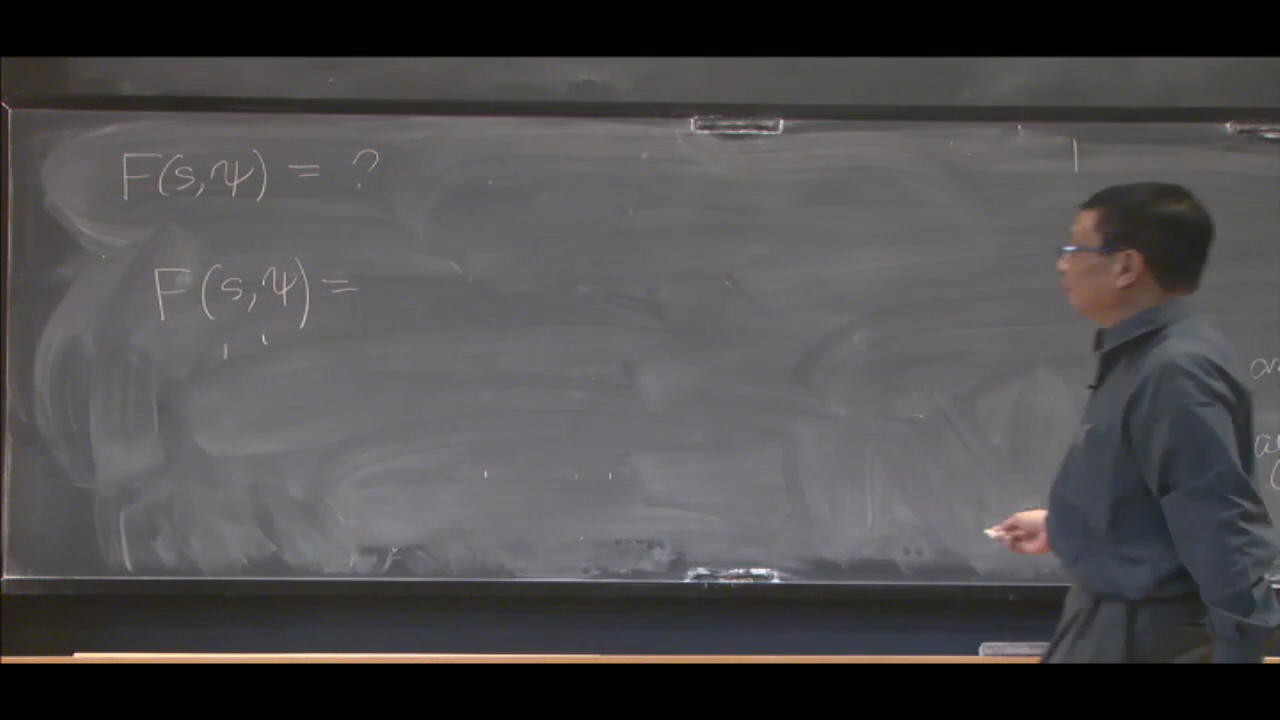 F(s,ψ) = ?
F(s,ψ) =